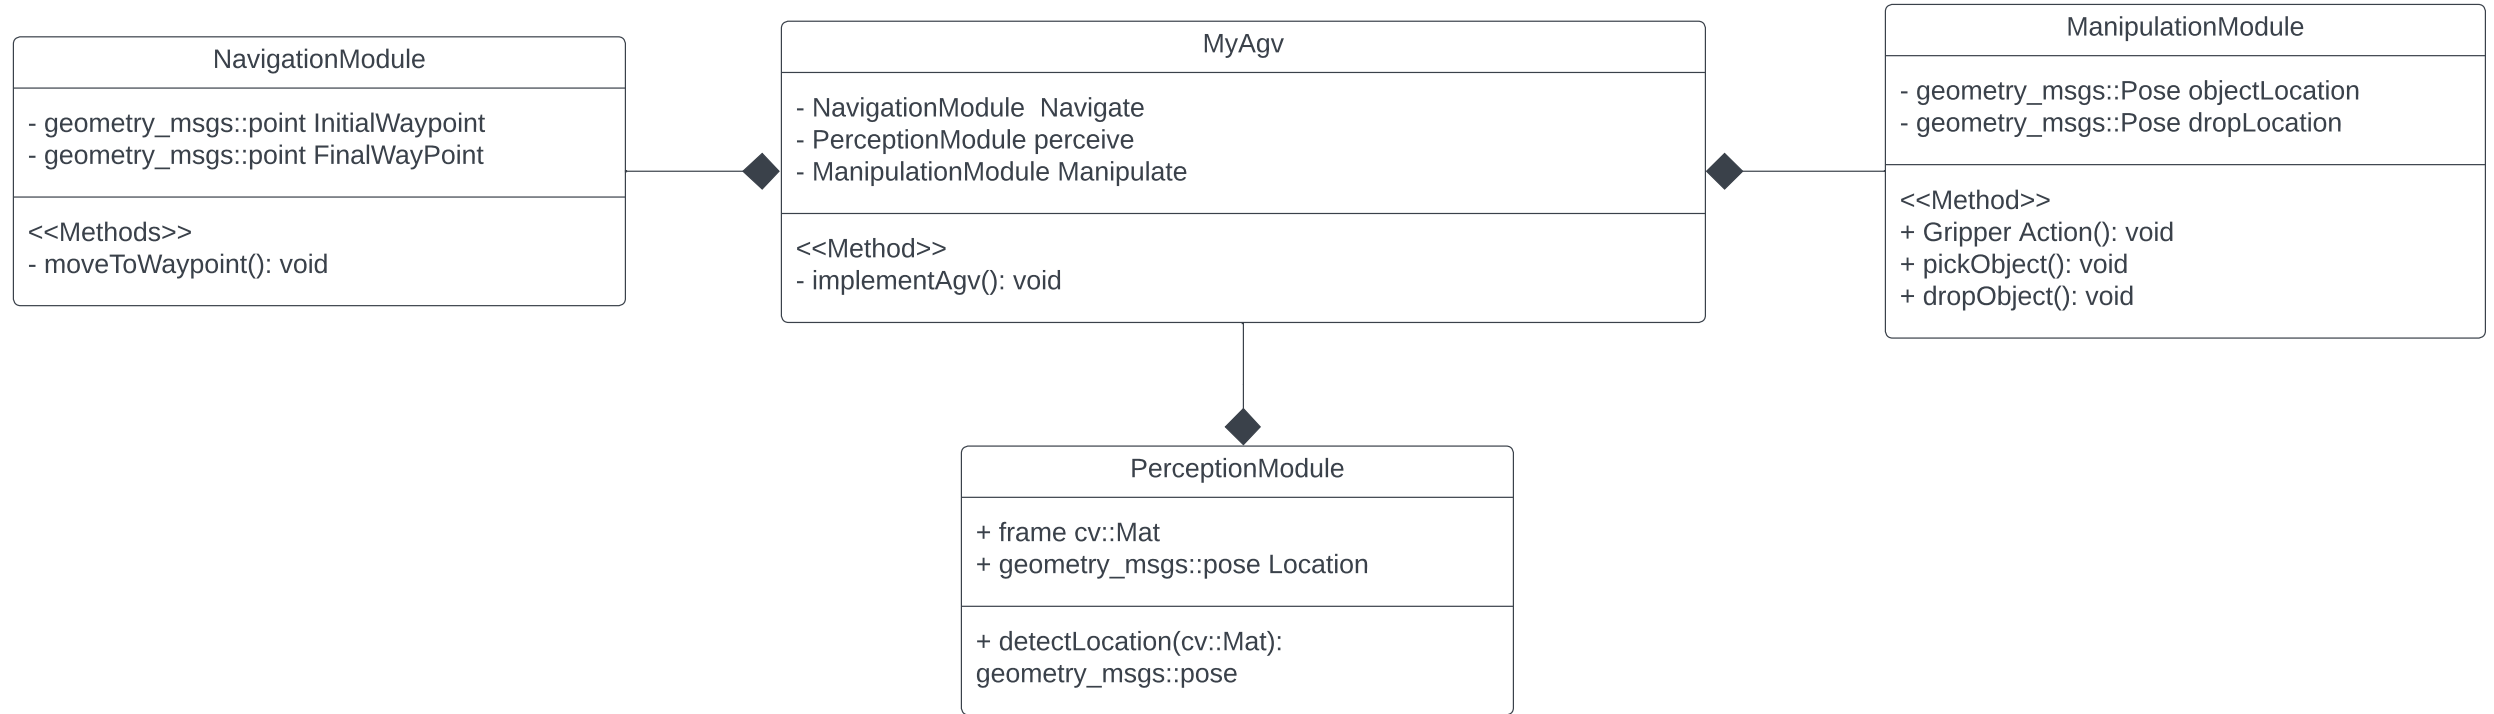 NavigationModule
- geometry_msgs::point InitialWaypoint
- geometry_msgs::point FinalWayPoint
<<Methods>>
- moveToWaypoint(): void
MyAgv
- NavigationModule  Navigate
- PerceptionModule perceive
- ManipulationModule Manipulate
<<Method>>
- implementAgv(): void
ManipulationModule
- geometry_msgs::Pose objectLocation
- geometry_msgs::Pose dropLocation
<<Method>>
+ Gripper Action(): void
+ pickObject(): void
+ dropObject(): void
PerceptionModule
+ frame cv::Mat
+ geometry_msgs::pose Location
+ detectLocation(cv::Mat):
geometry_msgs::pose